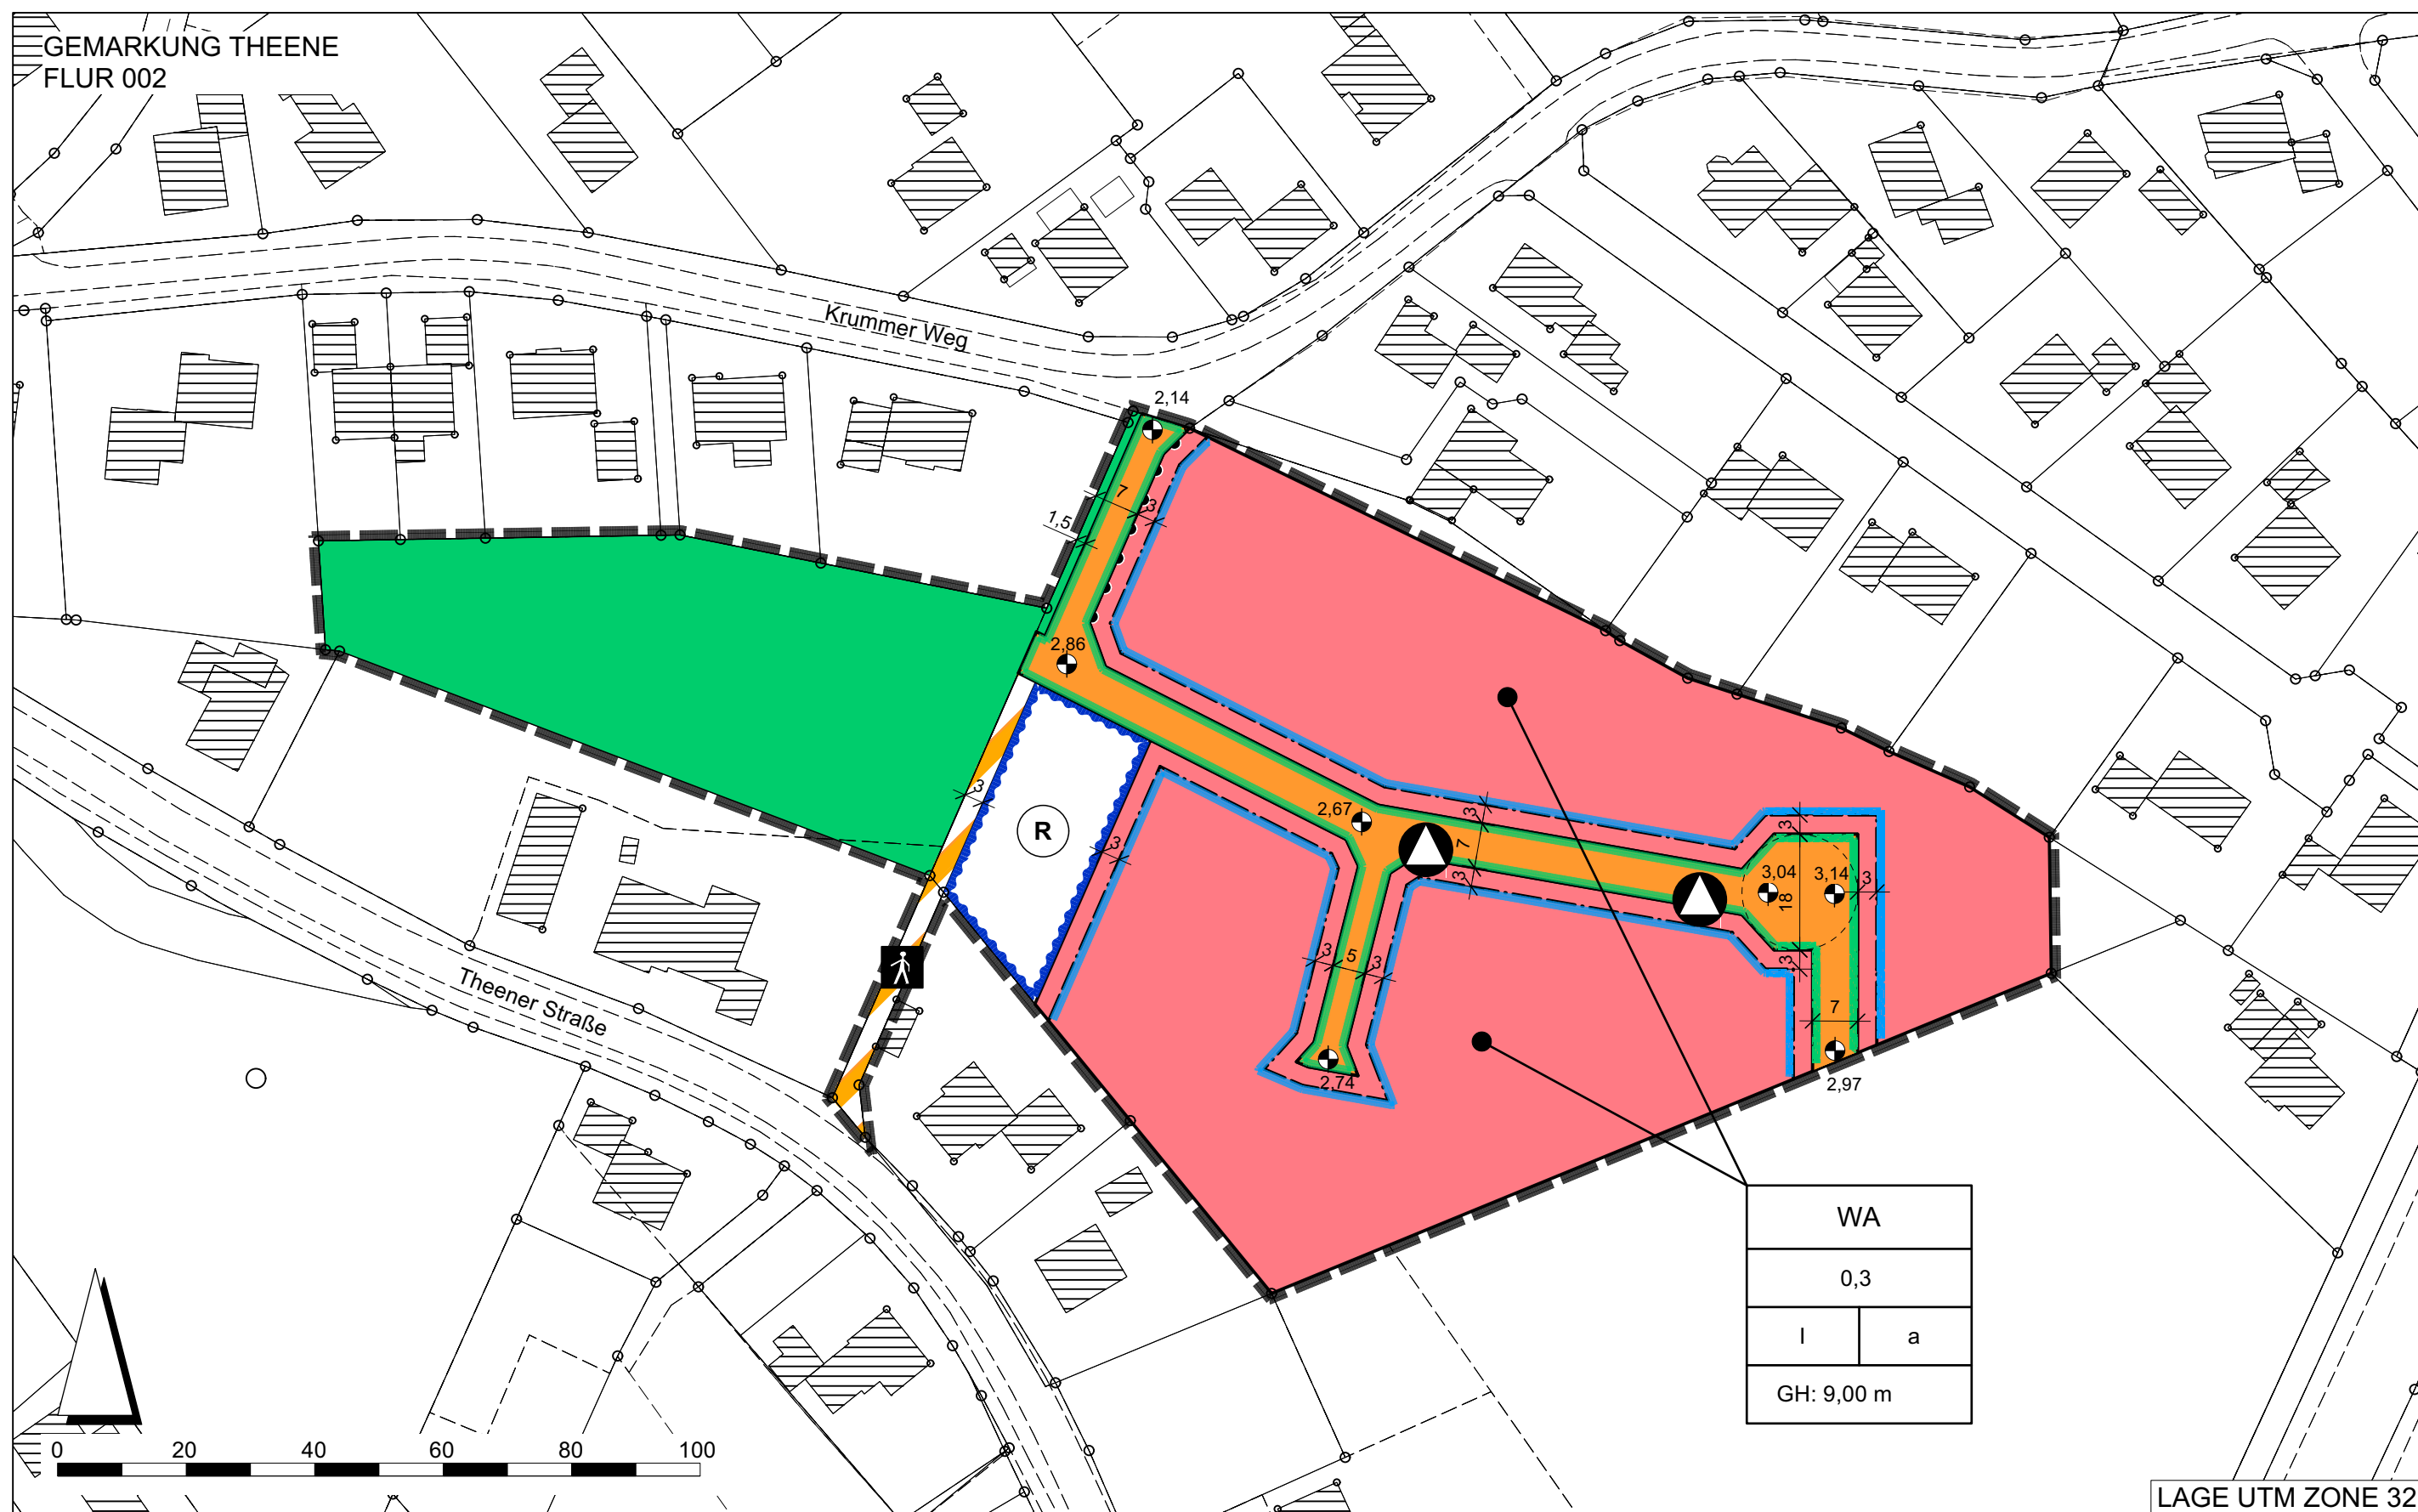 GEMARKUNG THEENE
FLUR 002
Krummer Weg
2,14
7
3
1,5
2,86
3
R
3
2,67
3
7
3
3,04
3,14
3
18
3
3
3
5
3
7
2,74
2,97
Theener Straße
WA
0,3
I a
GH: 9,00 m
0 20 40 60 80 100
LAGE UTM ZONE 32